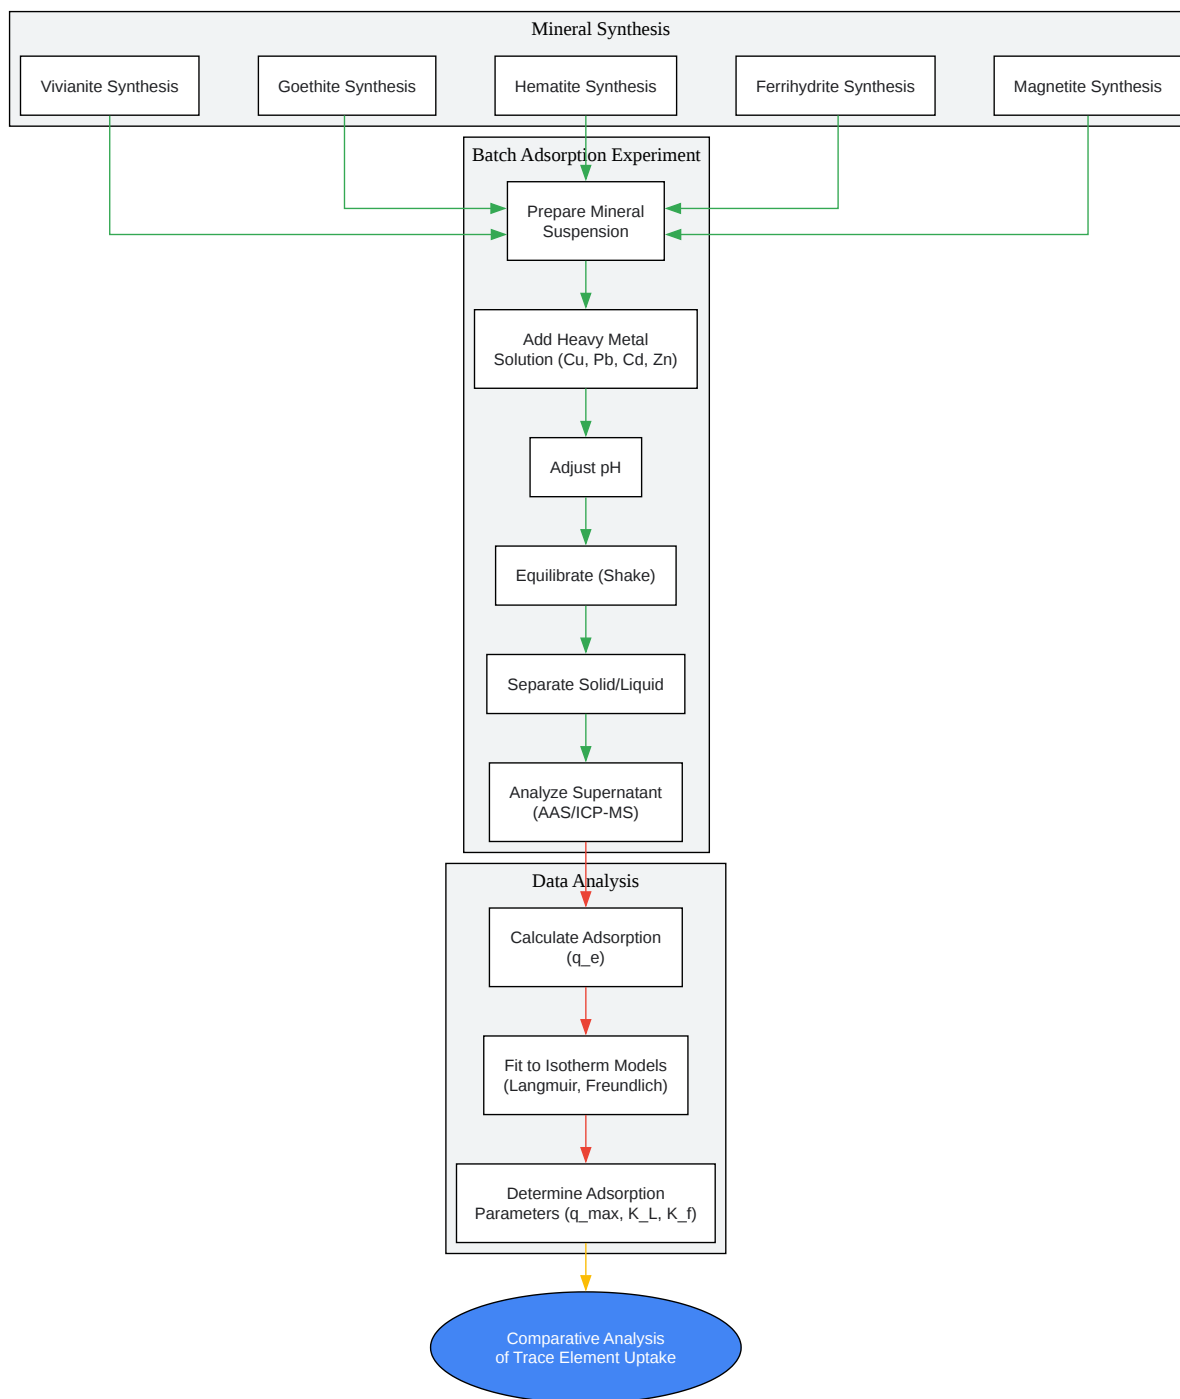 Mineral Synthesis
Vivianite Synthesis
Goethite Synthesis
Hematite Synthesis
Ferrihydrite Synthesis
Magnetite Synthesis
Batch Adsorption Experiment
Prepare Mineral
Suspension
Add Heavy Metal
Solution (Cu, Pb, Cd, Zn)
Adjust pH
Equilibrate (Shake)
Separate Solid/Liquid
Analyze Supernatant
(AAS/ICP-MS)
Data Analysis
Calculate Adsorption
(q_e)
Fit to Isotherm Models
(Langmuir, Freundlich)
Determine Adsorption
Parameters (q_max, K_L, K_f)
Comparative Analysis
of Trace Element Uptake